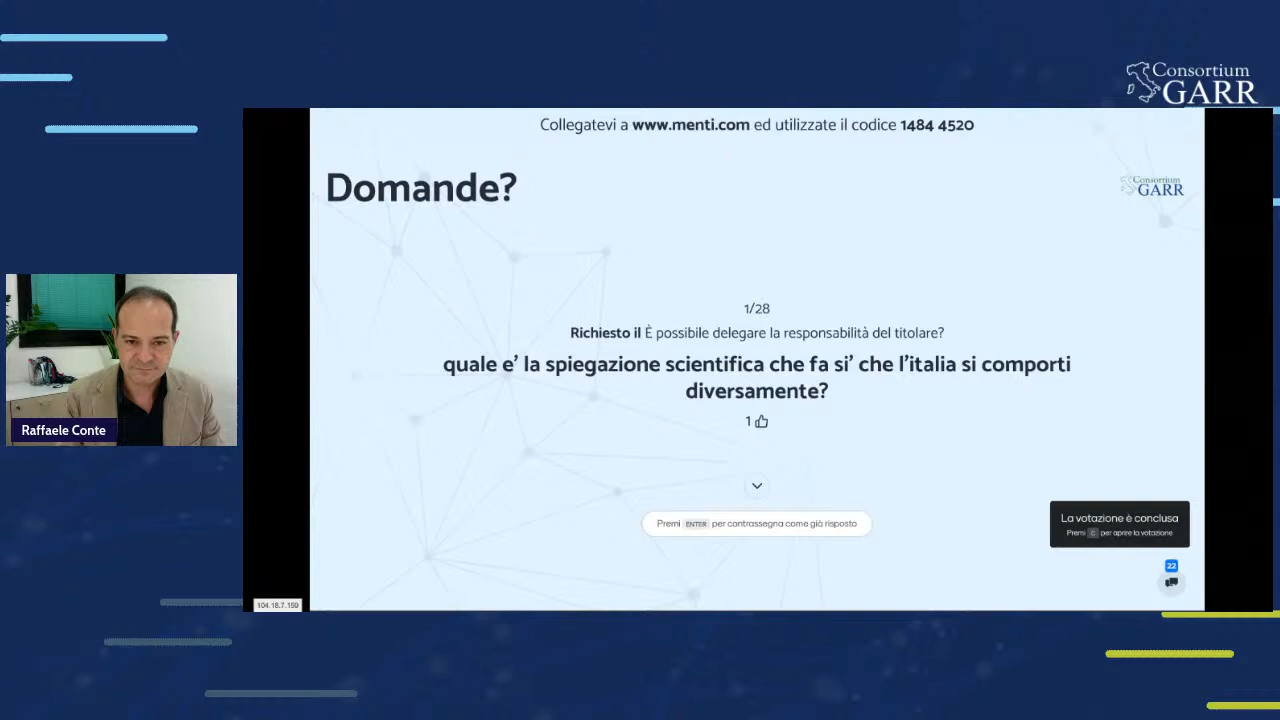 Consortium
GARR
Collegatevi a www.menti.com ed utilizzate il codice 1484 4520
Domande?
Consortium
GARR
1/28
Richiesto il È possibile delegare la responsabilità del titolare?
quale e' la spiegazione scientifica che fa si' che l'italia si comporti
diversamente?
1
Raffaele Conte
Premi ENTER per contrassegna come già risposto
La votazione è conclusa
Premi S per aprire la votazione
22
104.18.7.159